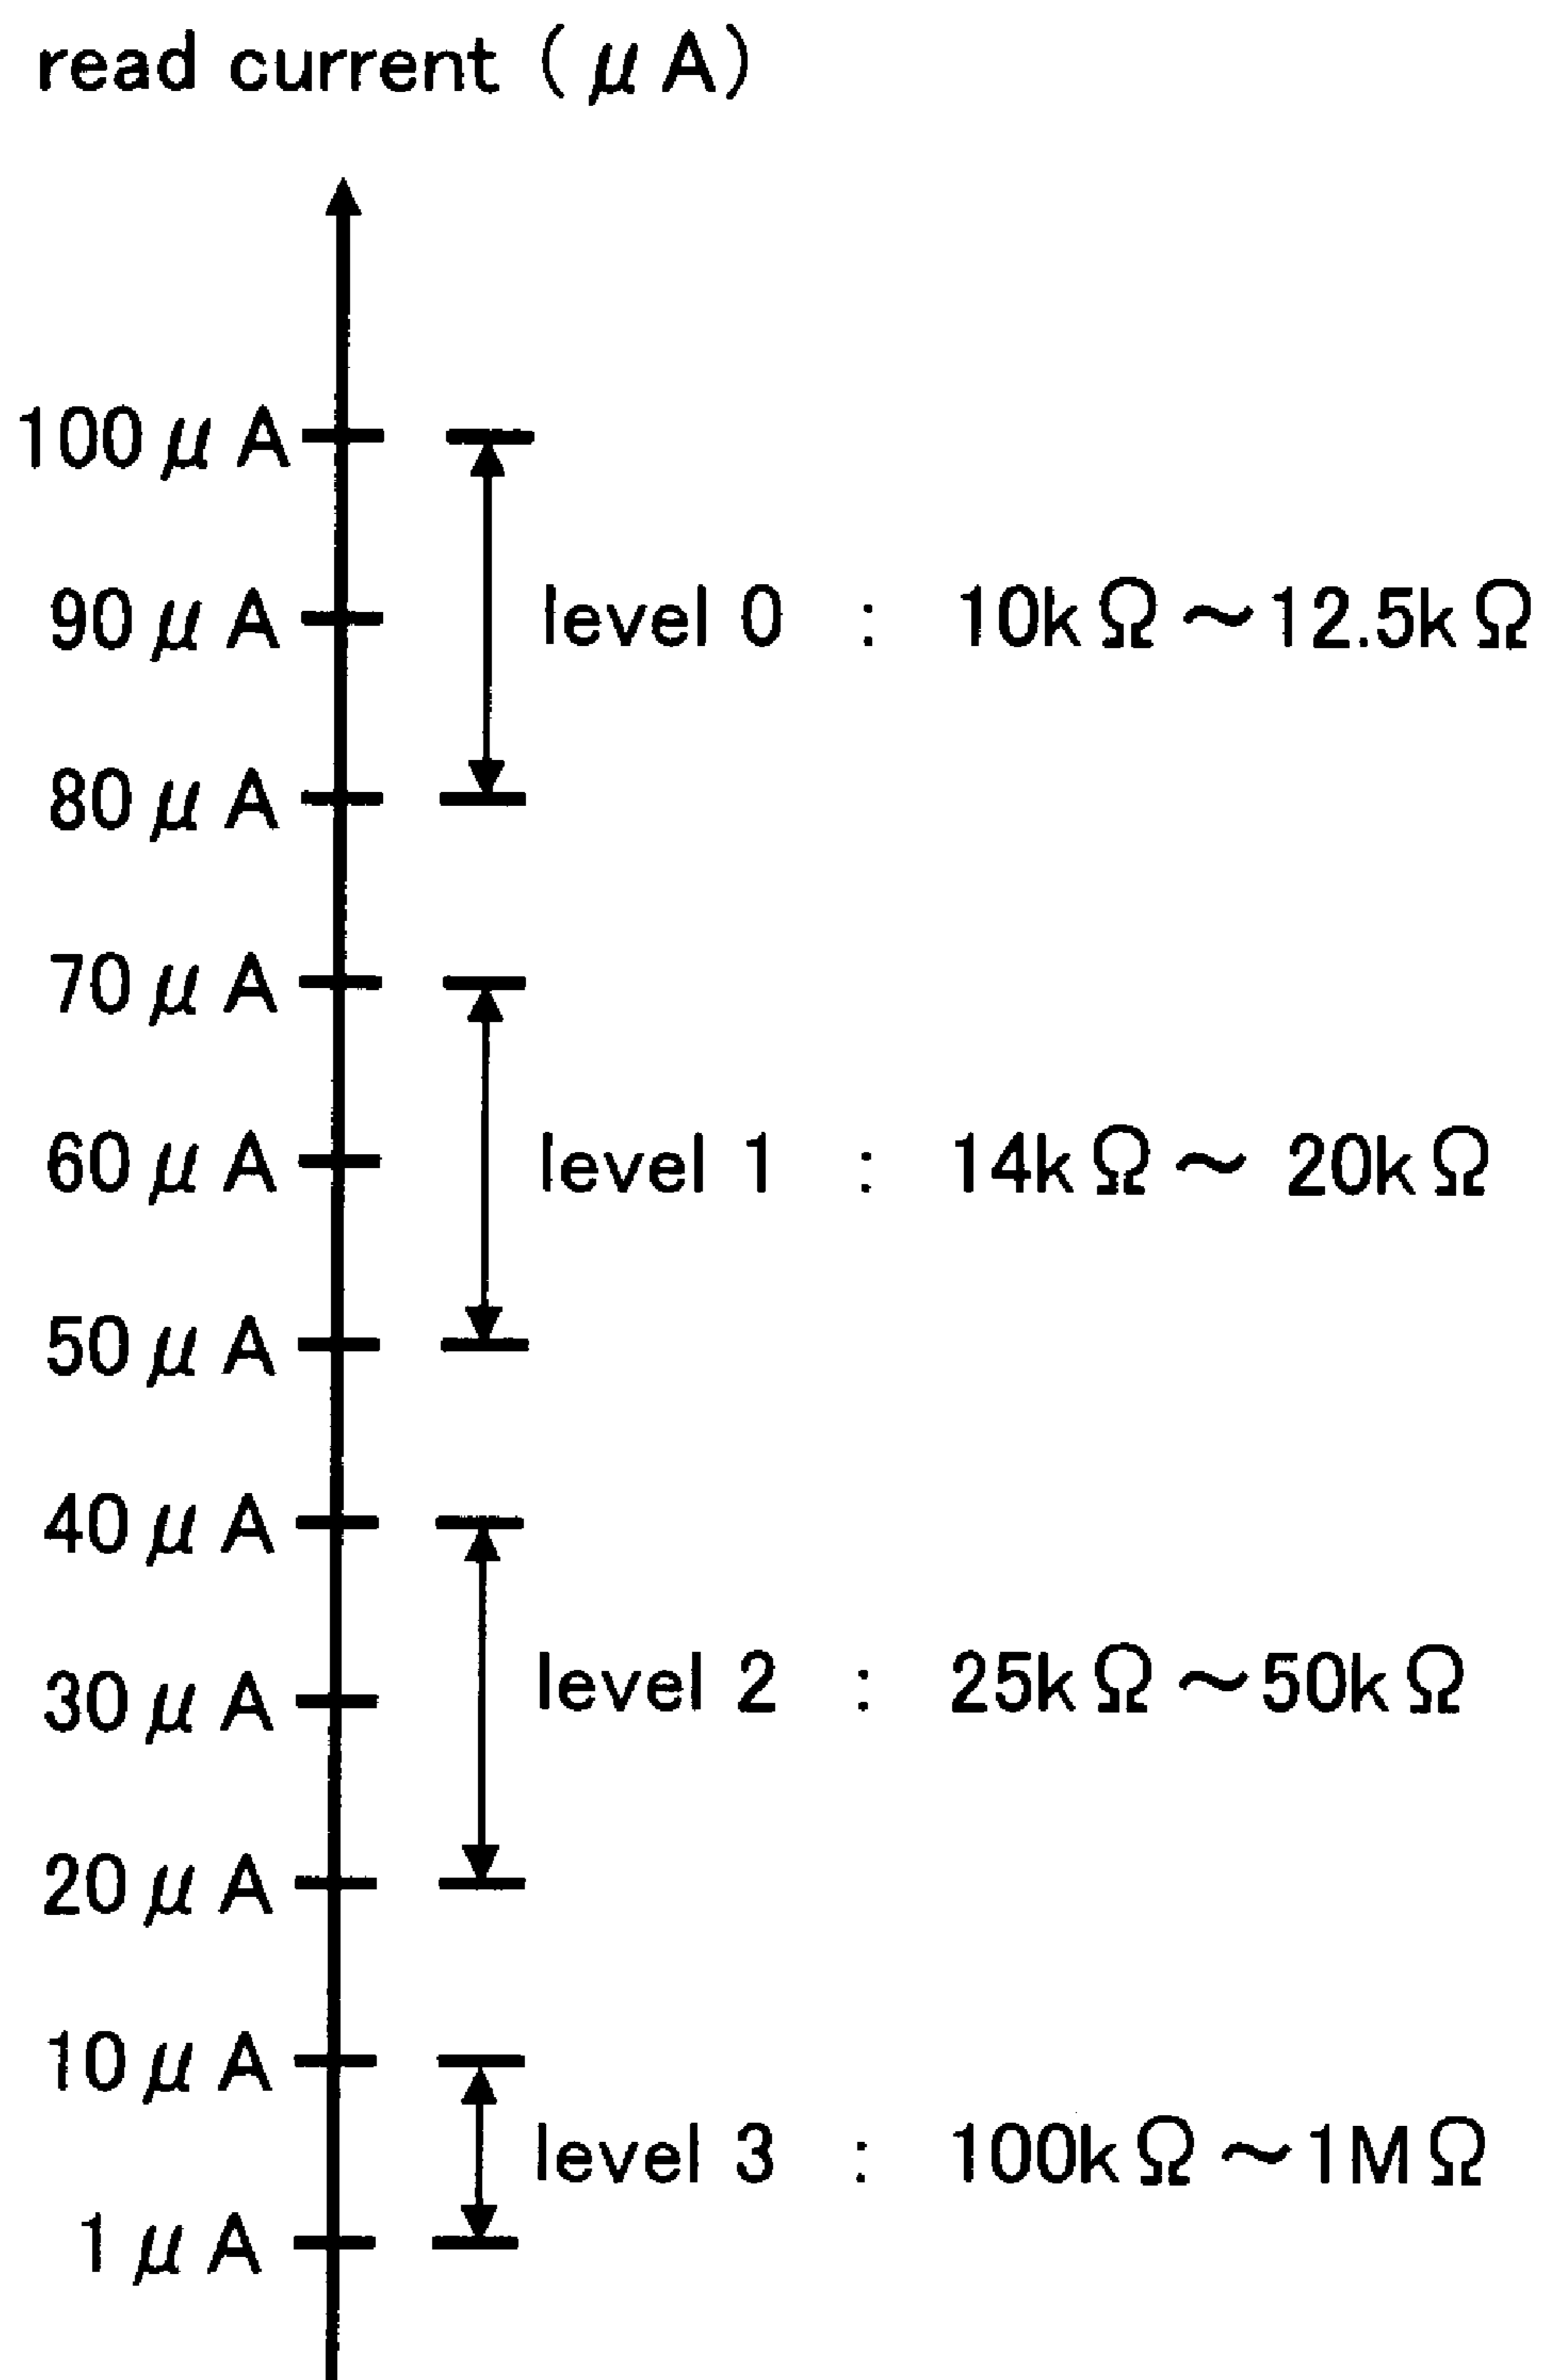 read current (μA)
100μA
90μA level 0 : 10kΩ～12.5kΩ
80μA
70μA
60μA level 1 : 14kΩ～ 20kΩ
50μA
40μA
30μA level 2 : 25kΩ～50kΩ
20μA
10μA
level 3 : 100kΩ～1MΩ
1μA